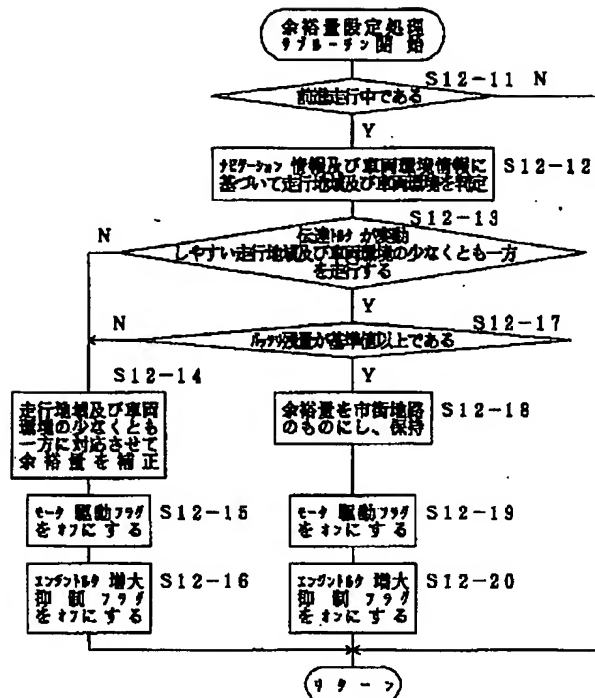 余裕量設定処理
サブルーチン開始
S12-11 N
前進走行中である
Y
ナビゲーション 情報及び車両環境情報に
基づいて走行地域及び車両環境を判定
S12-12
S12-13
N
伝達トルク が変動
しやすい走行地域及び車両環境の少なくとも一方
を走行する
Y
N
S12-17
バッテリ残量が基準値以上である
S12-14
Y
走行地域及び車両
環境の少なくとも
一方に対応させて
余裕量を補正
余裕量を市街地路
のものにし、保持
S12-18
モータ 駆動フラグ
をオフにする
S12-15
モータ 駆動フラグ
をオンにする
S12-19
エンジントルク 増大
抑制 フラグ
S12-16
エンジントルク 増大
抑制 フラグ
をオンにする
S12-20
リターン